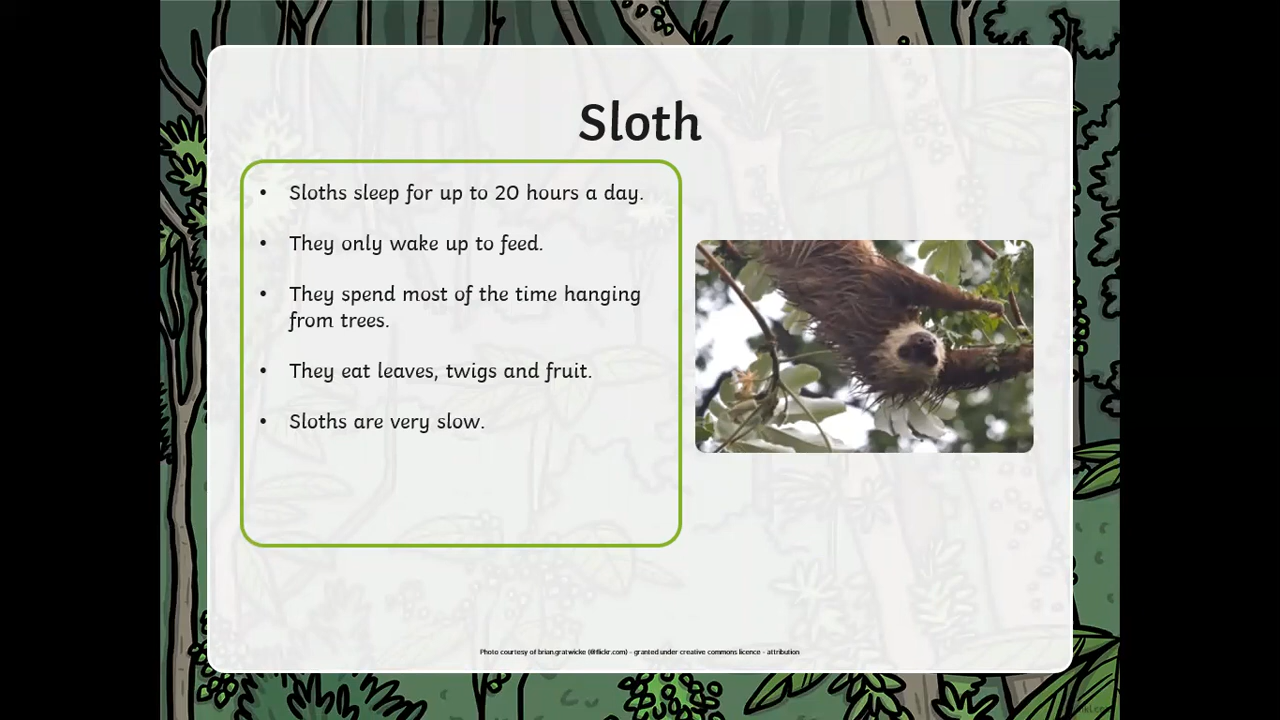 Sloth
• Sloths sleep for up to 20 hours a day.
• They only wake up to feed.
• They spend most of the time hanging
from trees.
• They eat leaves, twigs and fruit.
• Sloths are very slow.
Photo courtesy of brian.gratwicke (@flickr.com) - granted under creative commons licence - attribution